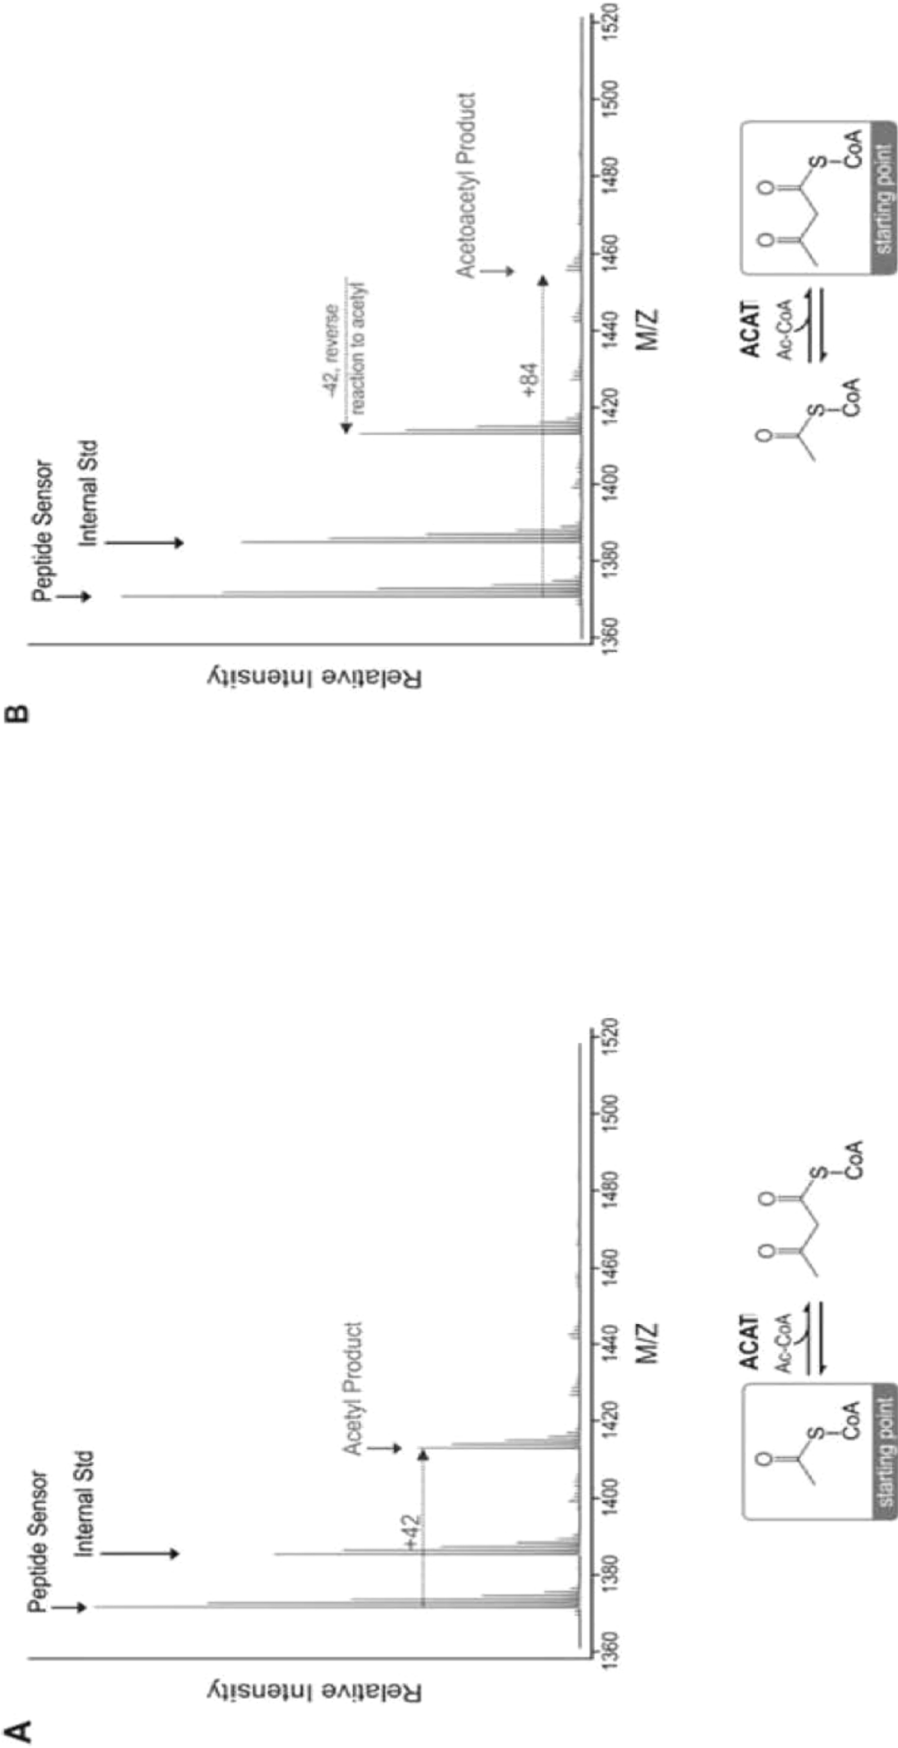 A
Relative Intensity
Peptide Sensor
Internal Std
Acetyl Product
+42
1360 1380 1400 1420 1440 1460 1480 1500 1520
M/Z
O
S
CoA
starting point
ACAT
Ac-CoA
O O
S
CoA
B
Relative Intensity
Peptide Sensor
Internal Std
-42, reverse
reaction to acetyl
Acetoacetyl Product
+84
1360 1380 1400 1420 1440 1460 1480 1500 1520
M/Z
O
S
CoA
ACAT
Ac-CoA
O O
S
CoA
starting point